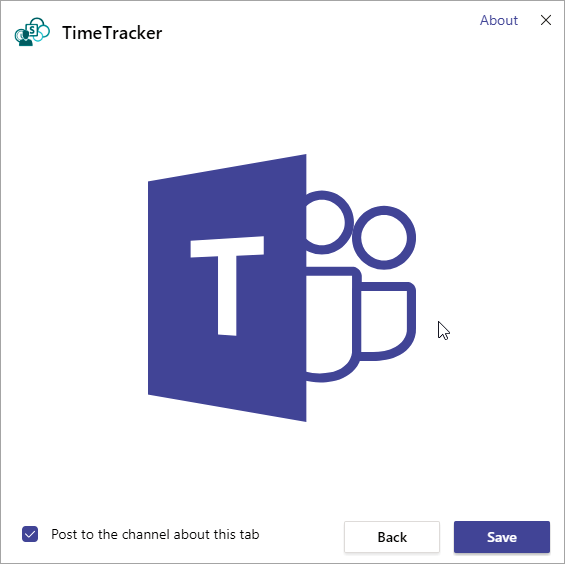 About
S
TimeTracker
T
Post to the channel about this tab
Back
Save